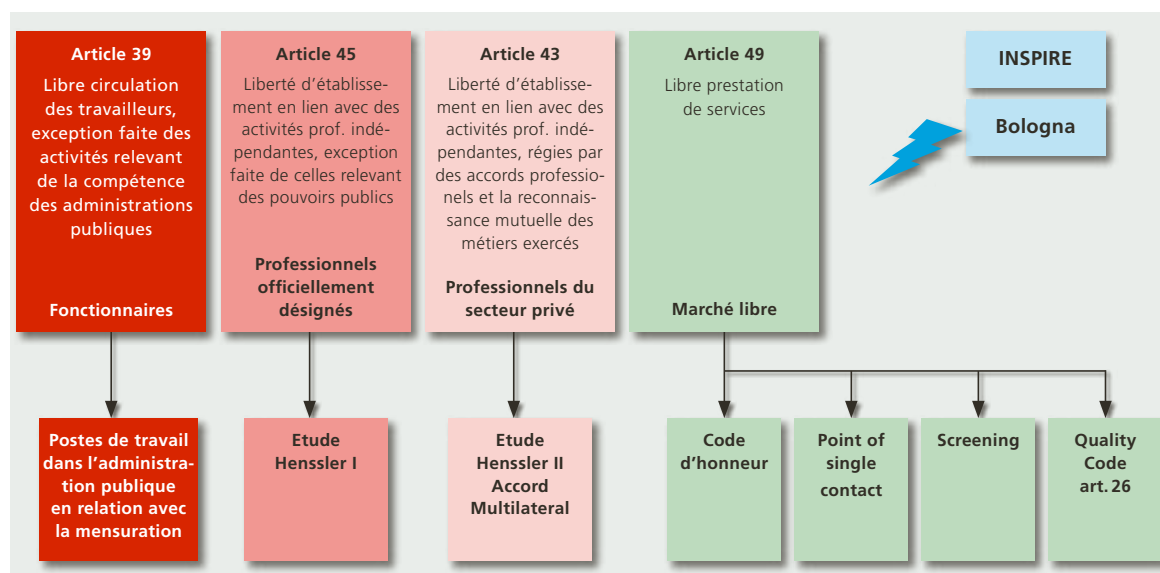 Article 39
Libre circulation
des travailleurs,
exception faite des
activités relevant
de la compétence
des administrations
publiques
Fonctionnaires
Article 45
Liberté d’établisse-
ment en lien avec des
activités prof. indé-
pendantes, exception
faite de celles relevant
des pouvoirs publics
Professionnels
officiellement
désignés
Article 43
Liberté d’établisse-
ment en lien avec des
activités prof. indé-
pendantes, régies par
des accords professio-
nels et la reconnais-
sance mutuelle des
métiers exercés
Professionnels du
secteur privé
Article 49
Libre prestation
de services
Marché libre
INSPIRE
Bologna
Postes de travail
dans l’administra-
tion publique
en relation avec
la mensuration
Etude
Henssler I
Etude
Henssler II
Accord
Multilateral
Code
d’honneur
Point of
single
contact
Screening
Quality
Code
art. 26